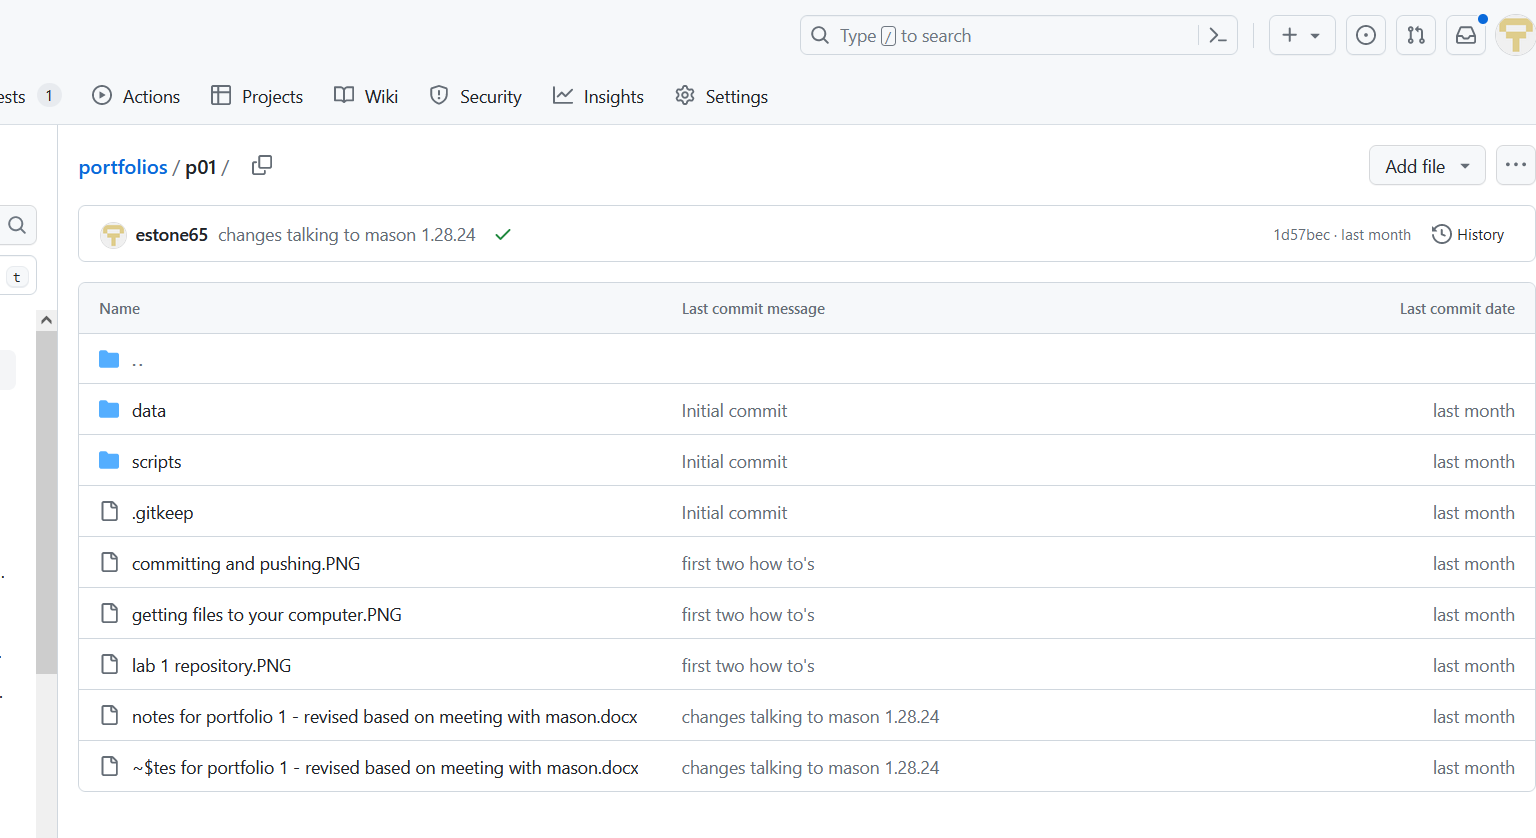 Type / to search
ests 1 Actions Projects Wiki Security Insights Settings
portfolios / p01 /
Add file
t
estone65 changes talking to mason 1.28.24 1d57bec · last month History
Name Last commit message Last commit date
..
data Initial commit last month
scripts Initial commit last month
.gitkeep Initial commit last month
committing and pushing.PNG first two how to's last month
getting files to your computer.PNG first two how to's last month
lab 1 repository.PNG first two how to's last month
notes for portfolio 1 - revised based on meeting with mason.docx changes talking to mason 1.28.24 last month
~$tes for portfolio 1 - revised based on meeting with mason.docx changes talking to mason 1.28.24 last month